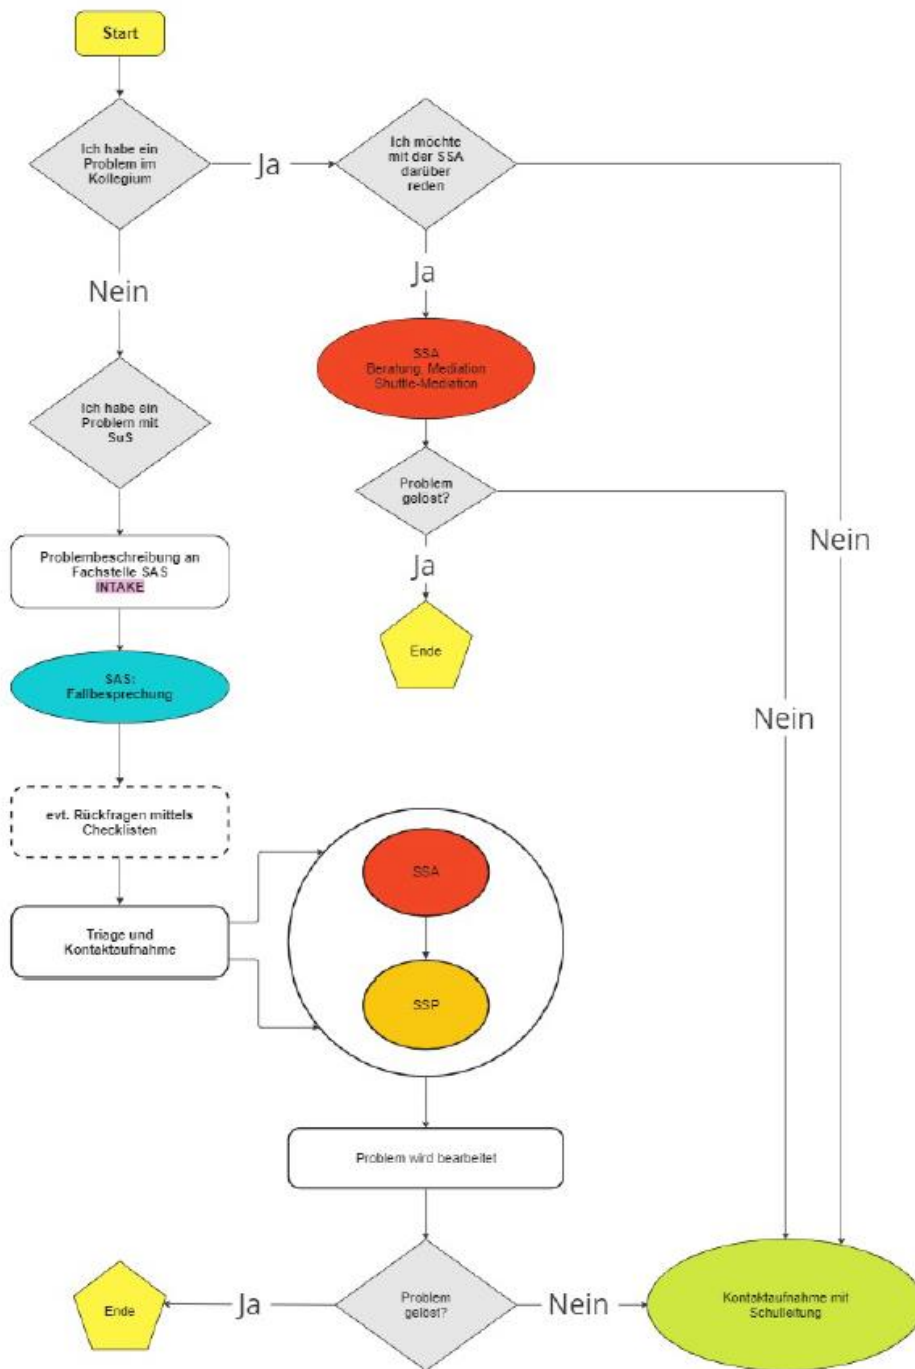 Start
Ich habe ein
Problem im
Kollegium
Ja
Ich möchte
mit der SSA
darüber
reden
Nein
Ja
SSA
Beratung, Mediation
Shuttle-Mediation
Ich habe ein
Problem mit
SuS
Problem
gelöst?
Nein
Problembeschreibung an
Fachstelle SAS
INTAKE
Ja
Ende
SAS:
Fallbesprechung
Nein
evt. Rückfragen mittels
Checklisten
SSA
Triage und
Kontaktaufnahme
SSP
Problem wird bearbeitet
Ende
Ja
Problem
gelöst?
Nein
Kontaktaufnahme mit
Schulleitung